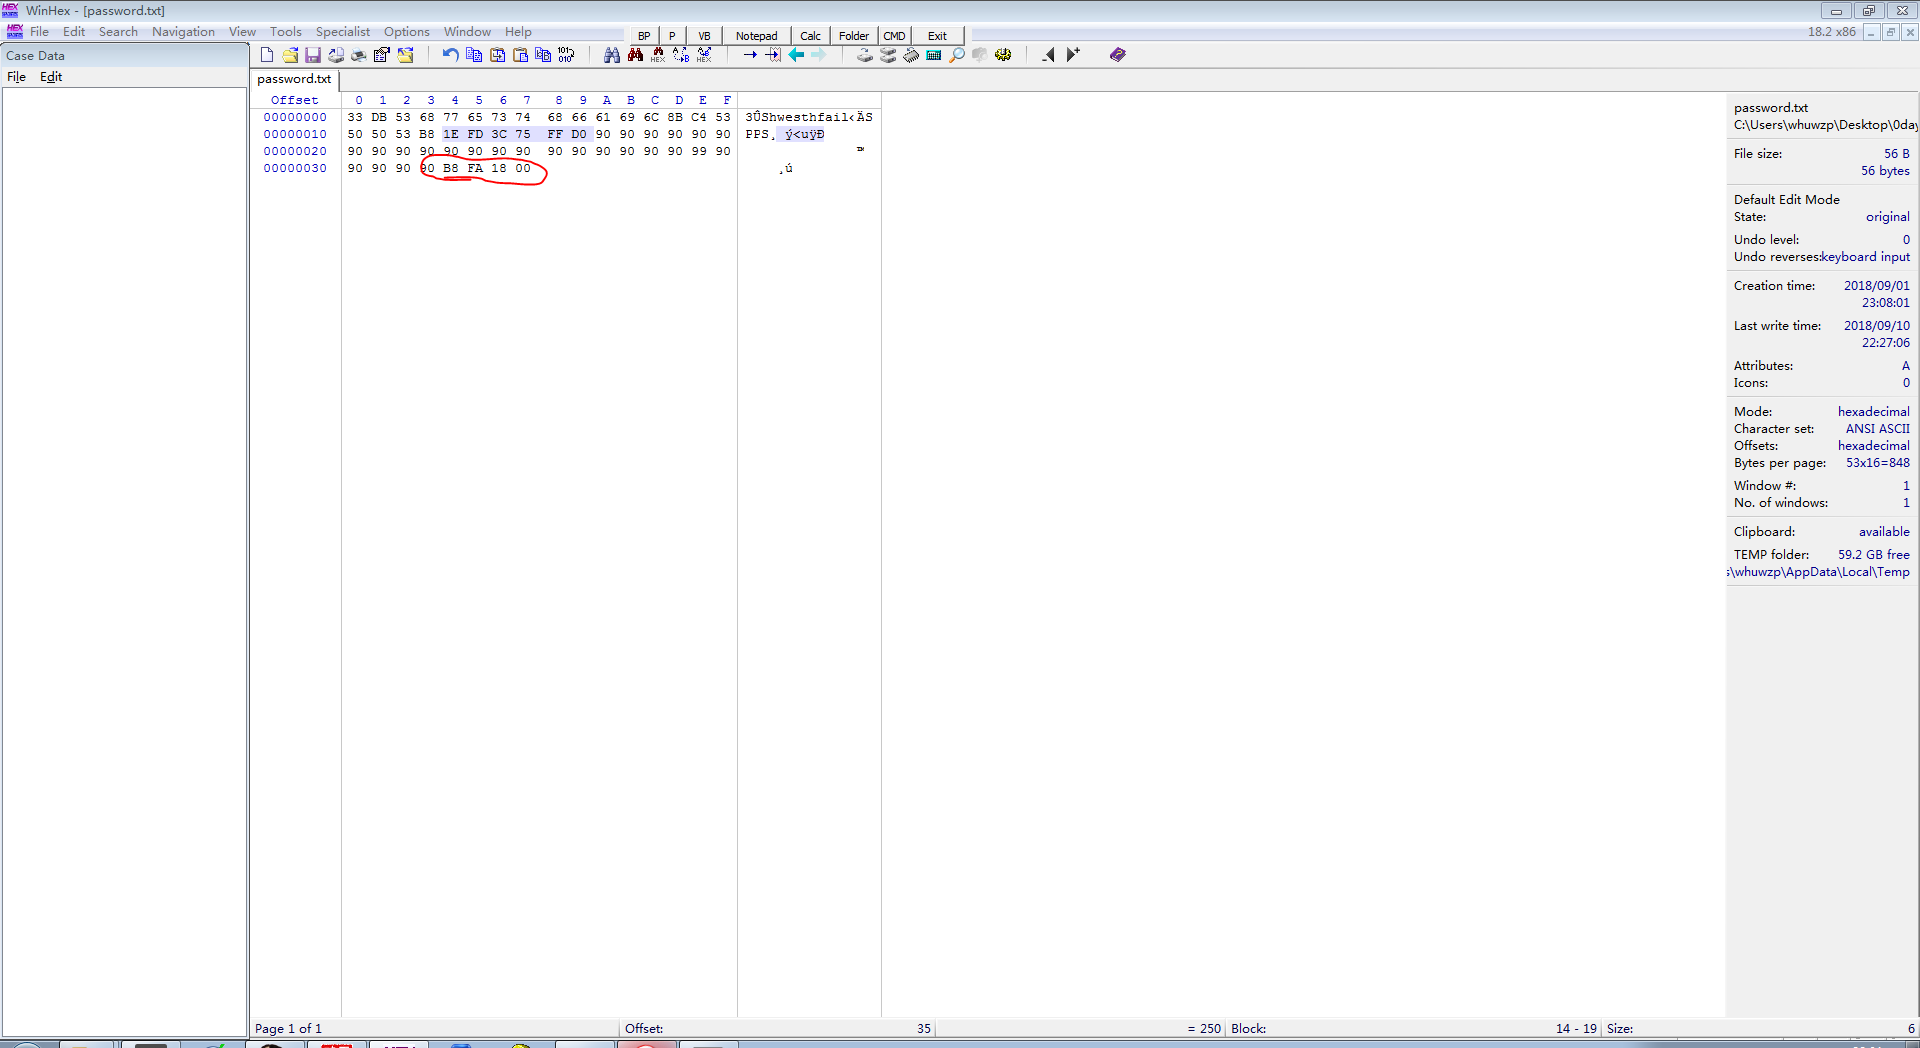 WinHex - [password.txt]
File Edit Search Navigation View Tools Specialist Options Window Help
BP P VB Notepad Calc Folder CMD Exit
18.2 x86
Case Data
File Edit
password.txt
Offset 0 1 2 3 4 5 6 7 8 9 A B C D E F
00000000 33 DB 53 68 77 65 73 74 68 66 61 69 6C 8B C4 53 3ÛShwesthfail‹ÄS
00000010 50 50 53 B8 1E FD 3C 75 FF D0 90 90 90 90 90 90 PPS¸ ý<uÿÐ
00000020 90 90 90 90 90 90 90 90 90 90 90 90 90 90 99 90 ™
00000030 90 90 90 90 B8 FA 18 00 ¸ú
password.txt
C:\Users\whuwzp\Desktop\0day
File size: 56 B
56 bytes
Default Edit Mode
State: original
Undo level: 0
Undo reverses: keyboard input
Creation time: 2018/09/01
23:08:01
Last write time: 2018/09/10
22:27:06
Attributes: A
Icons: 0
Mode: hexadecimal
Character set: ANSI ASCII
Offsets: hexadecimal
Bytes per page: 53x16=848
Window #: 1
No. of windows: 1
Clipboard: available
TEMP folder: 59.2 GB free
s\whuwzp\AppData\Local\Temp
Page 1 of 1 Offset: 35 = 250 Block: 14 - 19 Size: 6